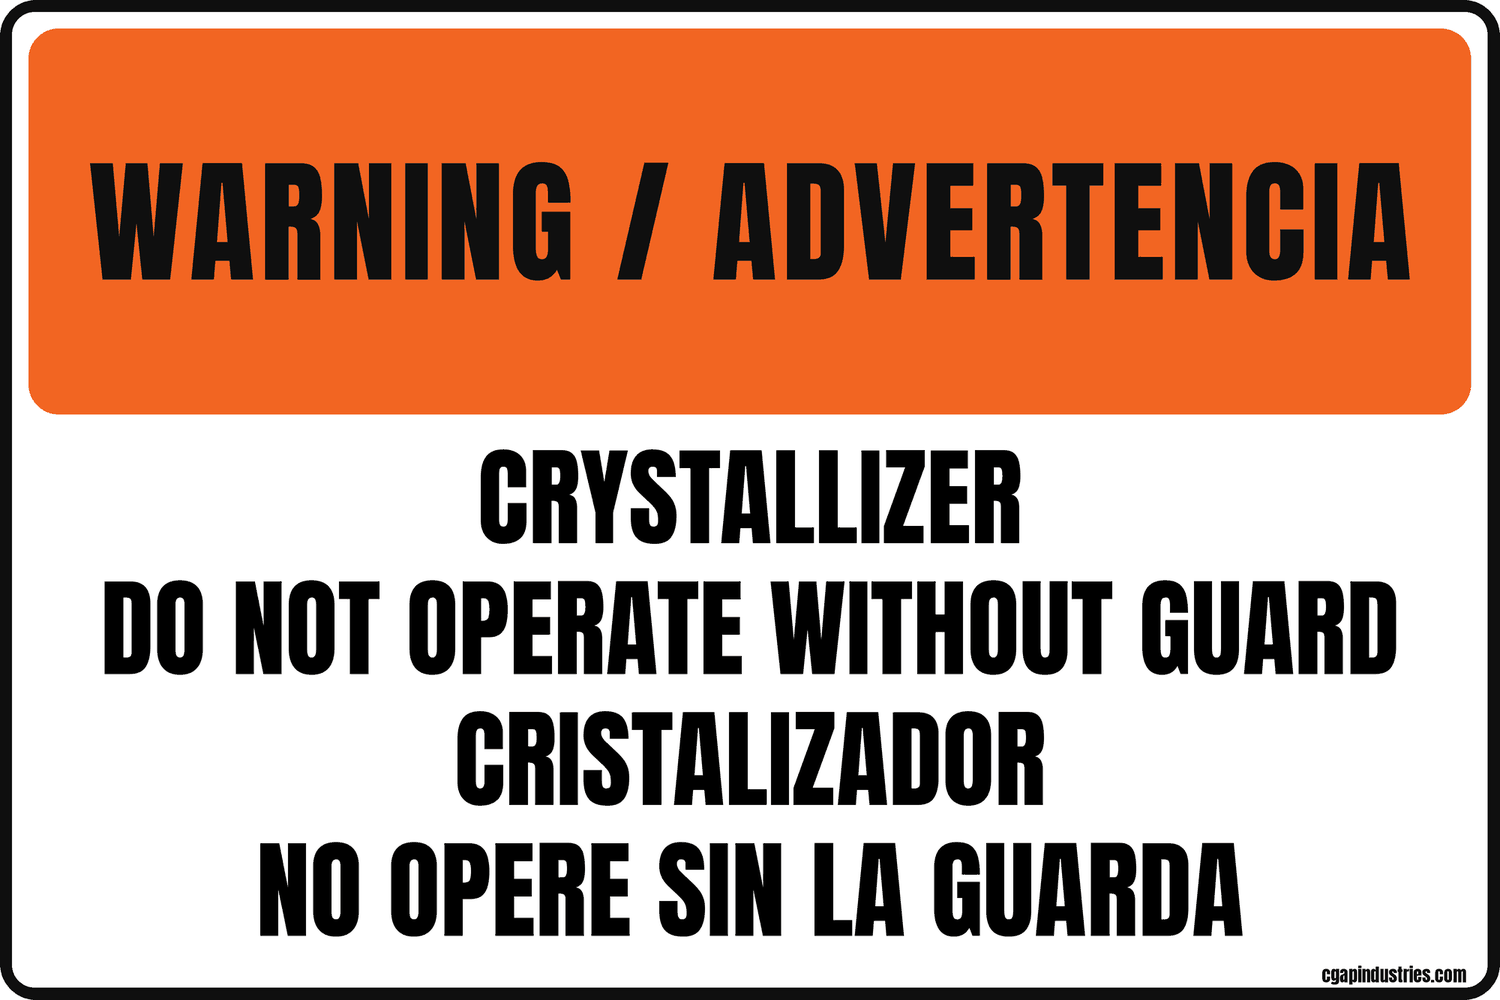 WARNING / ADVERTENCIA
CRYSTALLIZER
DO NOT OPERATE WITHOUT GUARD
CRISTALIZADOR
NO OPERE SIN LA GUARDA
cgapindustries.com